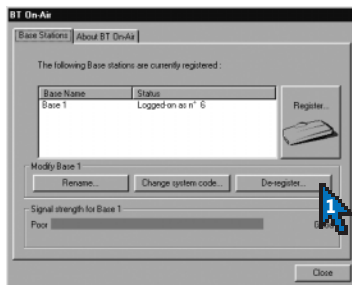 BT On-Air
Base Stations About BT On-Air
The following Base stations are currently registered :
Base Name Status
Base 1 Logged-on as n° 6
Register...
Modify Base 1
Rename... Change system code... De-register...
1
Signal strength for Base 1
Poor
Close